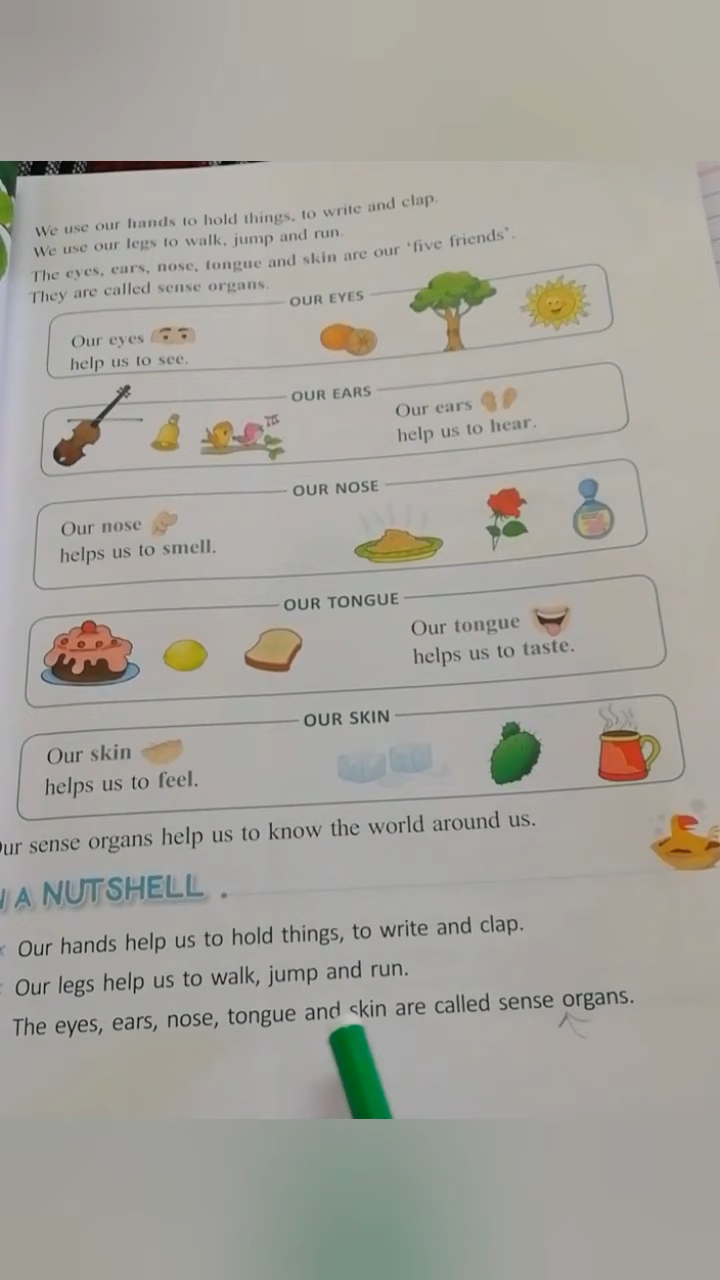 We use our hands to hold things, to write and clap.
We use our legs to walk, jump and run.
The eyes, ears, nose, tongue and skin are our ‘five friends’.
They are called sense organs.
OUR EYES
Our eyes
help us to see.
OUR EARS
Our ears
help us to hear.
OUR NOSE
Our nose
helps us to smell.
OUR TONGUE
Our tongue
helps us to taste.
OUR SKIN
Our skin
helps us to feel.
ur sense organs help us to know the world around us.
A NUTSHELL
Our hands help us to hold things, to write and clap.
Our legs help us to walk, jump and run.
The eyes, ears, nose, tongue and skin are called sense organs.